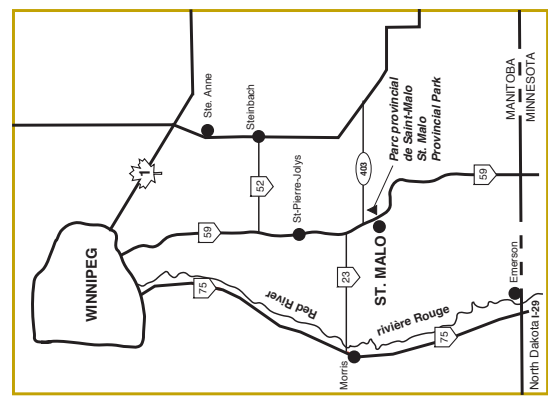 WINNIPEG
1
Ste. Anne
Steinbach
52
403
Parc provincial
de Saint-Malo
St. Malo
Provincial Park
59
St-Pierre-Jolys
59
75
Red River
23
ST. MALO
rivière Rouge
Morris
75
Emerson
MANITOBA
MINNESOTA
North Dakota I-29